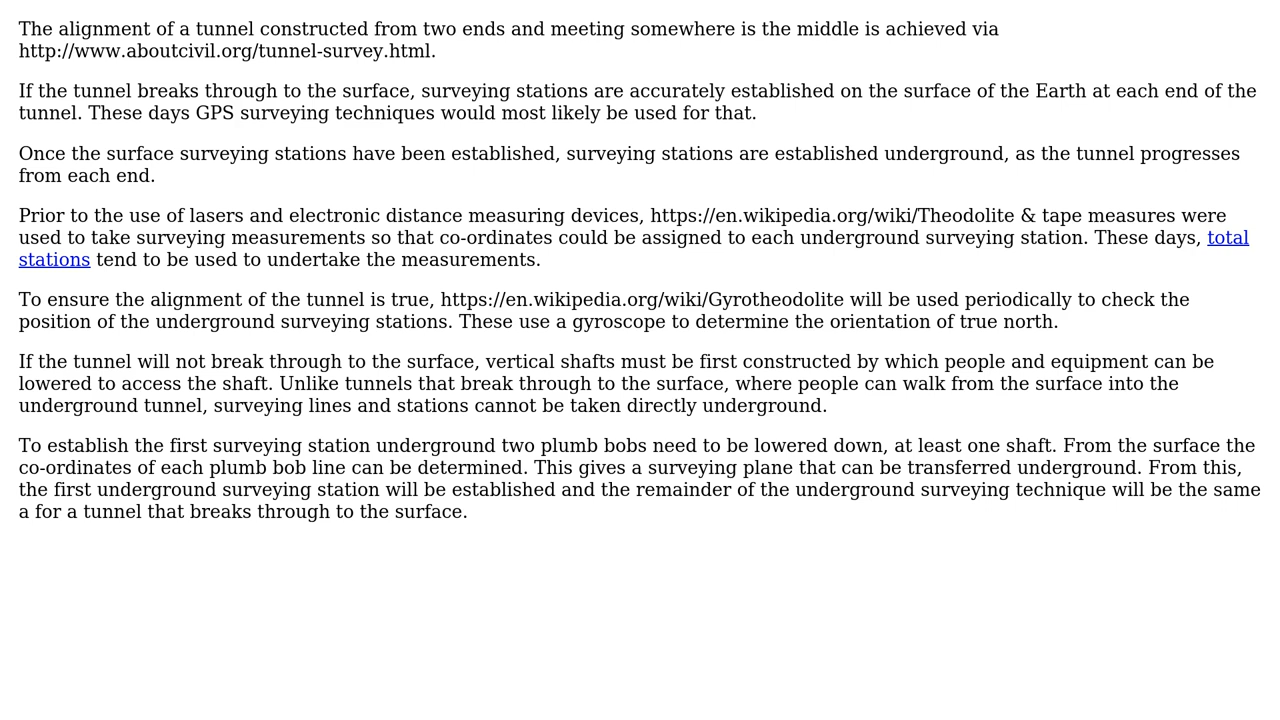 The alignment of a tunnel constructed from two ends and meeting somewhere is the middle is achieved via
http://www.aboutcivil.org/tunnel-survey.html.
If the tunnel breaks through to the surface, surveying stations are accurately established on the surface of the Earth at each end of the
tunnel. These days GPS surveying techniques would most likely be used for that.
Once the surface surveying stations have been established, surveying stations are established underground, as the tunnel progresses
from each end.
Prior to the use of lasers and electronic distance measuring devices, https://en.wikipedia.org/wiki/Theodolite & tape measures were
used to take surveying measurements so that co-ordinates could be assigned to each underground surveying station. These days, total
stations tend to be used to undertake the measurements.
To ensure the alignment of the tunnel is true, https://en.wikipedia.org/wiki/Gyrotheodolite will be used periodically to check the
position of the underground surveying stations. These use a gyroscope to determine the orientation of true north.
If the tunnel will not break through to the surface, vertical shafts must be first constructed by which people and equipment can be
lowered to access the shaft. Unlike tunnels that break through to the surface, where people can walk from the surface into the
underground tunnel, surveying lines and stations cannot be taken directly underground.
To establish the first surveying station underground two plumb bobs need to be lowered down, at least one shaft. From the surface the
co-ordinates of each plumb bob line can be determined. This gives a surveying plane that can be transferred underground. From this,
the first underground surveying station will be established and the remainder of the underground surveying technique will be the same
a for a tunnel that breaks through to the surface.